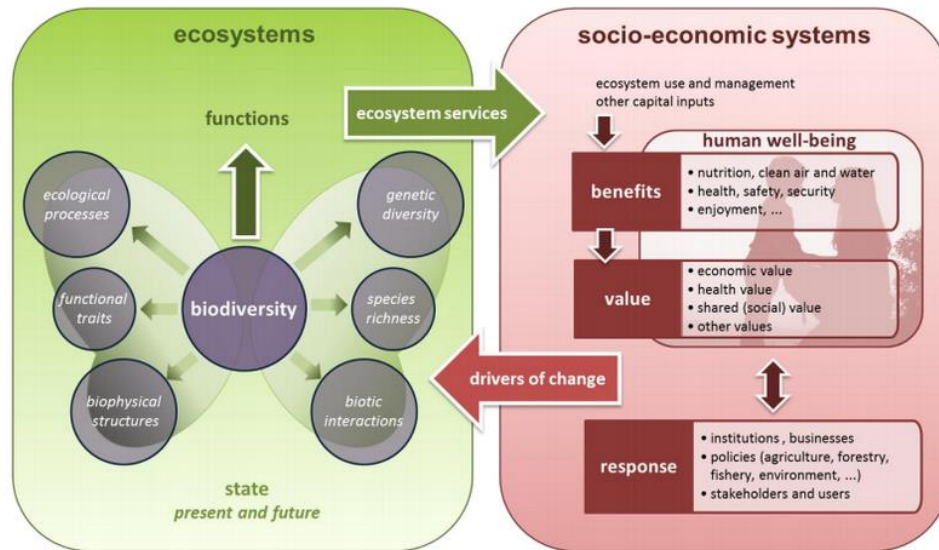 ecosystems
functions
ecological
processes
genetic
diversity
functional
traits
biodiversity
species
richness
biophysical
structures
biotic
interactions
state
present and future
ecosystem services
drivers of change
socio-economic systems
ecosystem use and management
other capital inputs
human well-being
benefits
• nutrition, clean air and water
• health, safety, security
• enjoyment, ...
value
• economic value
• health value
• shared (social) value
• other values
response
• institutions , businesses
• policies (agriculture, forestry,
fishery, environment, ...)
• stakeholders and users